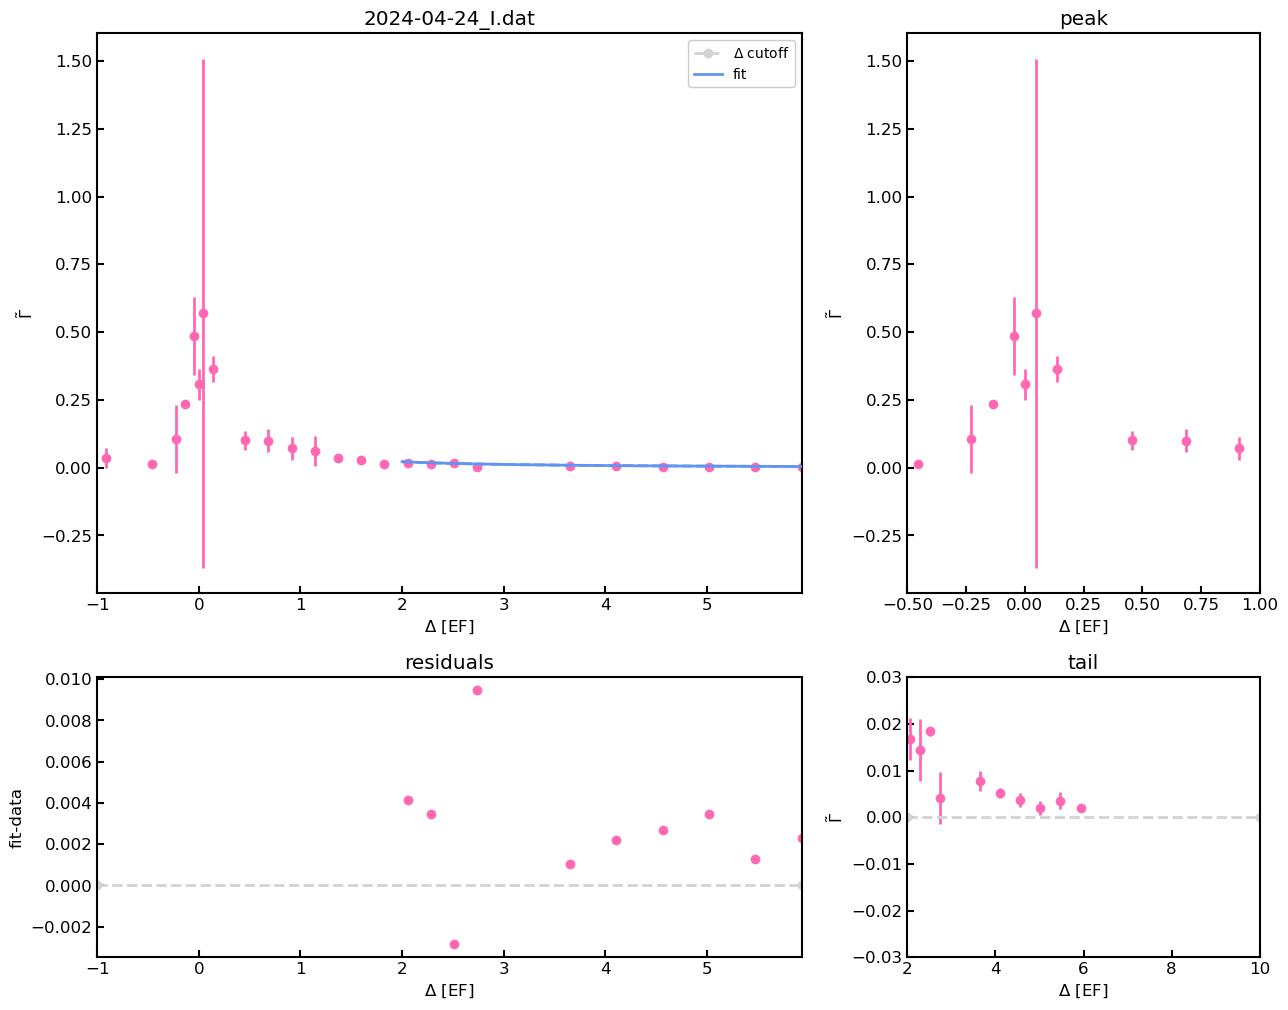 2024-04-24_I.dat
Δ cutoff
fit
1.50
1.25
1.00
0.75
0.50
0.25
0.00
−0.25
Γ̃
−1 0 1 2 3 4 5
Δ [EF]
peak
1.50
1.25
1.00
0.75
0.50
0.25
0.00
−0.25
Γ̃
−0.50 −0.25 0.00 0.25 0.50 0.75 1.00
Δ [EF]
residuals
0.010
0.008
0.006
0.004
0.002
0.000
−0.002
fit-data
−1 0 1 2 3 4 5
Δ [EF]
tail
0.03
0.02
0.01
0.00
−0.01
−0.02
−0.03
Γ̃
2 4 6 8 10
Δ [EF]